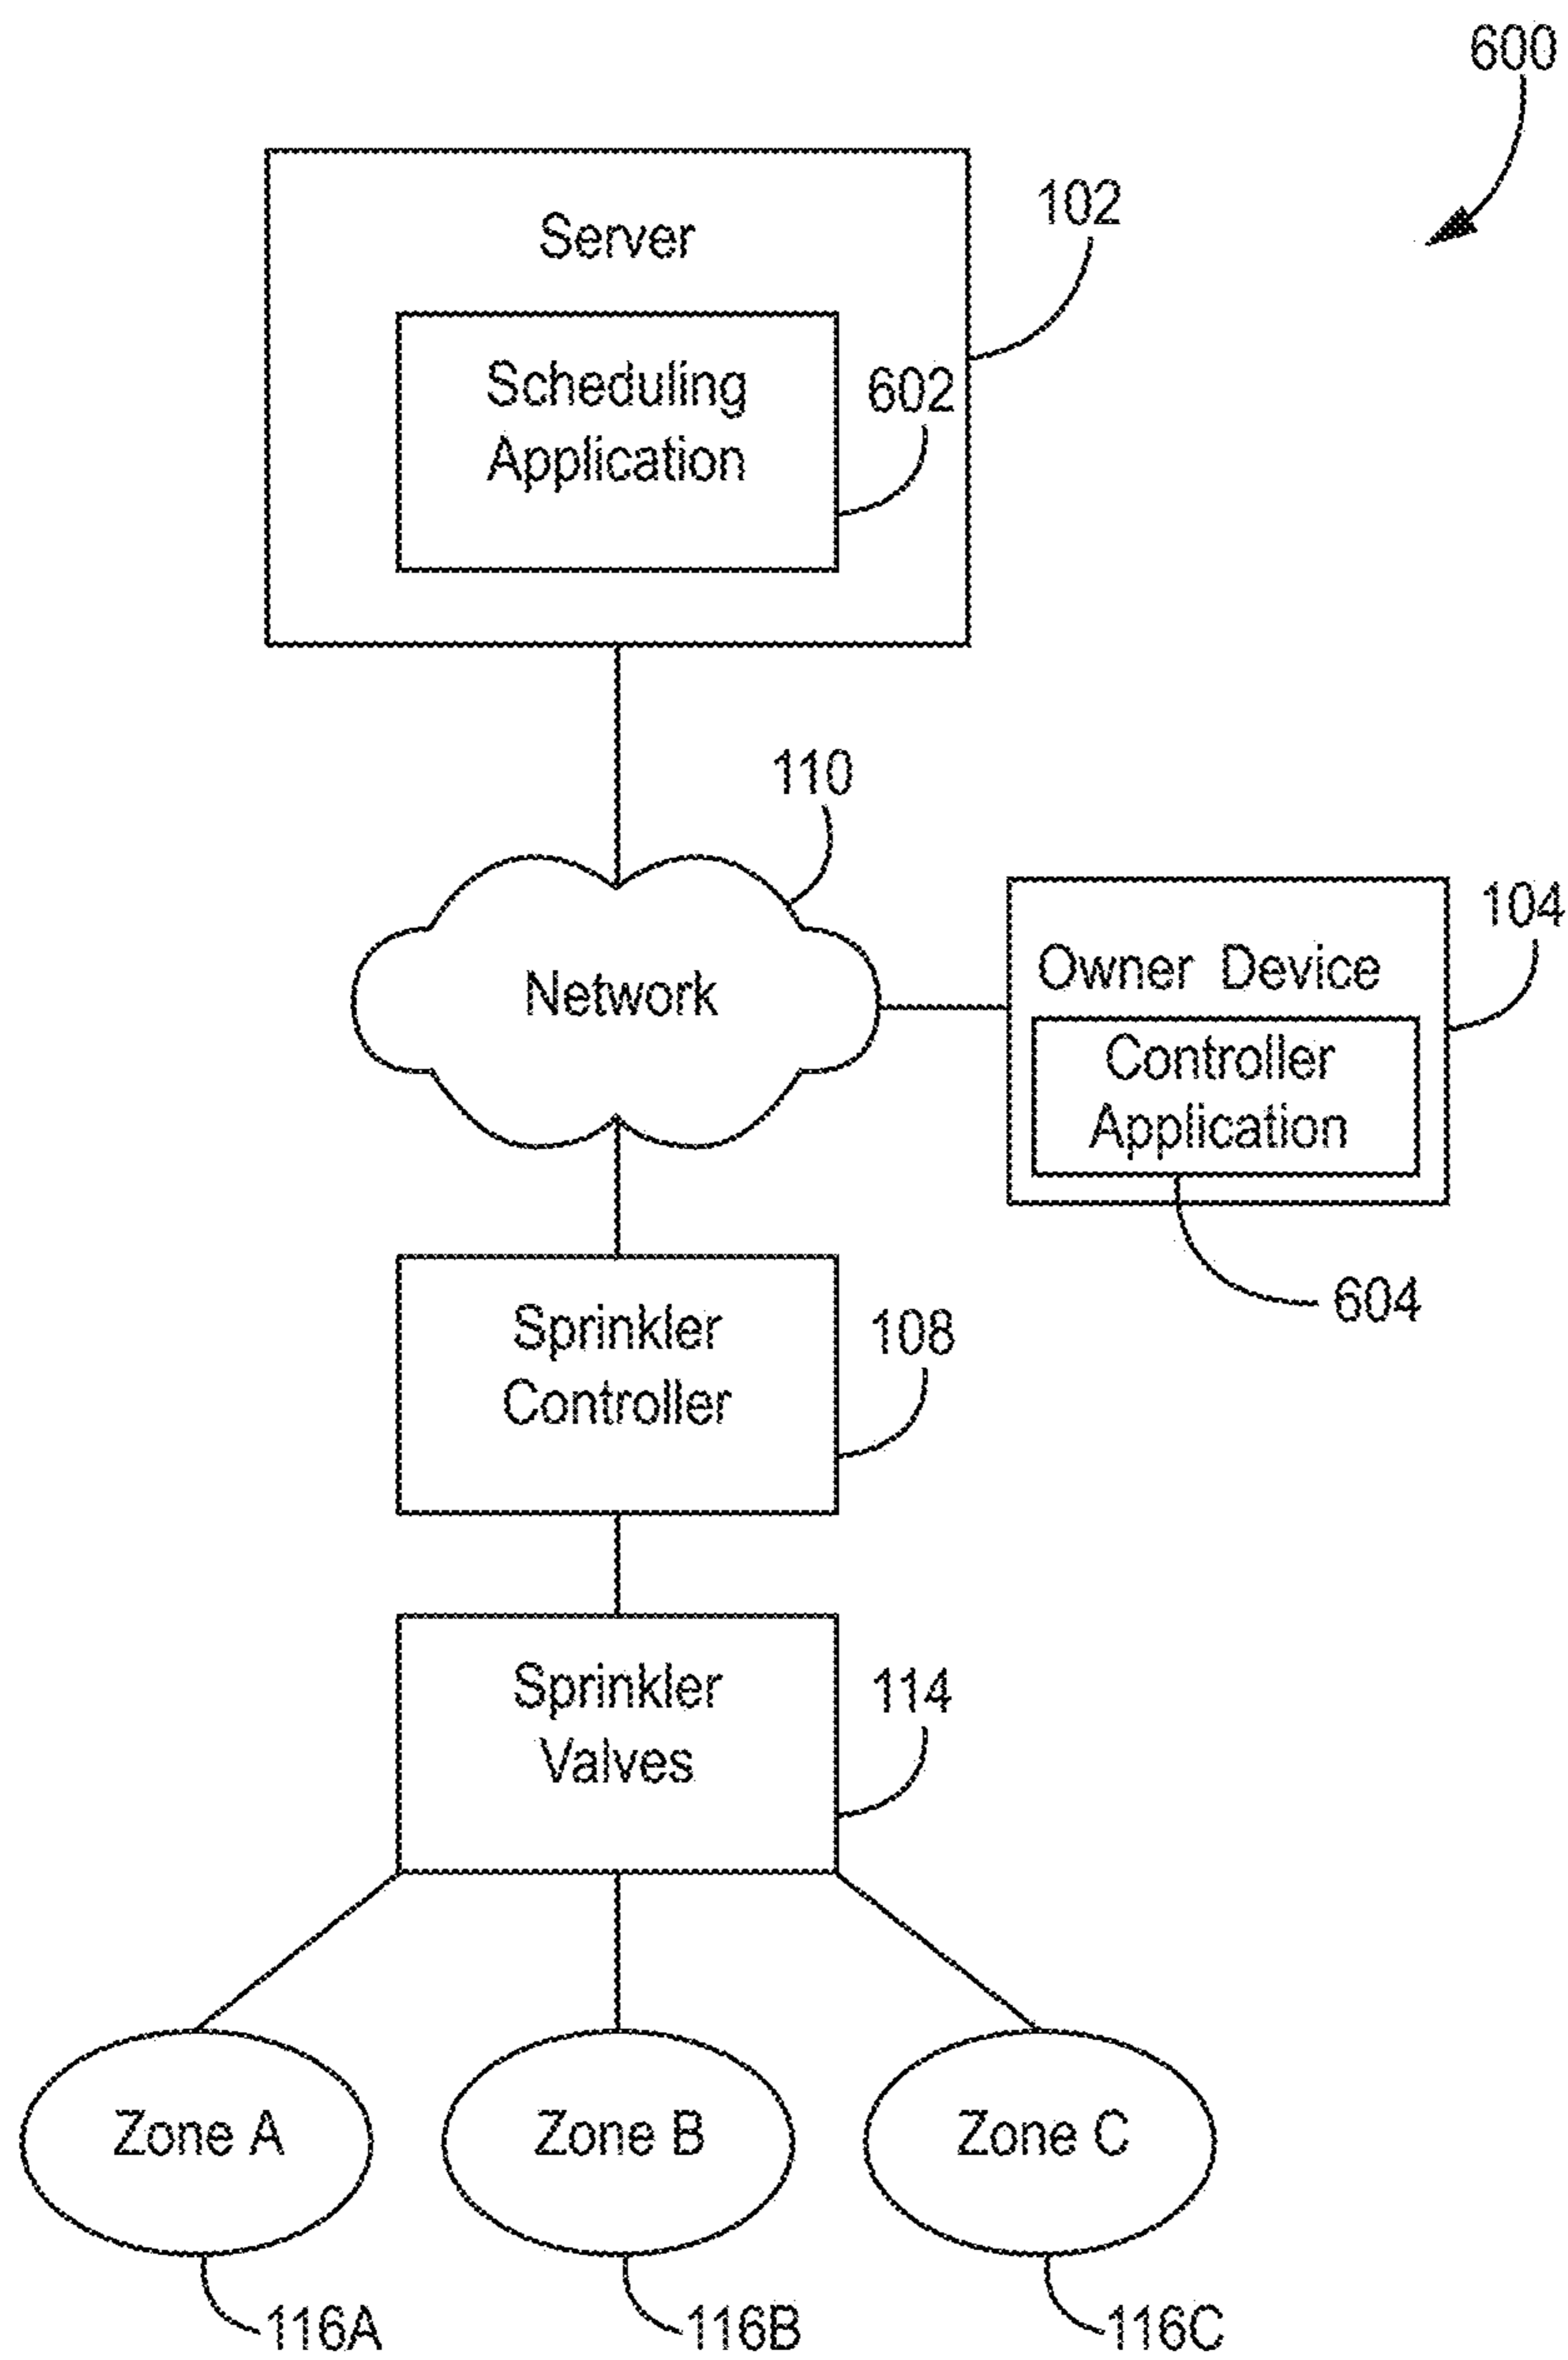 600
Server
102
Scheduling
Application
602
110
Network
Owner Device
104
Controller
Application
604
Sprinkler
Controller
108
Sprinkler
Valves
114
Zone A
Zone B
Zone C
116A
116B
116C